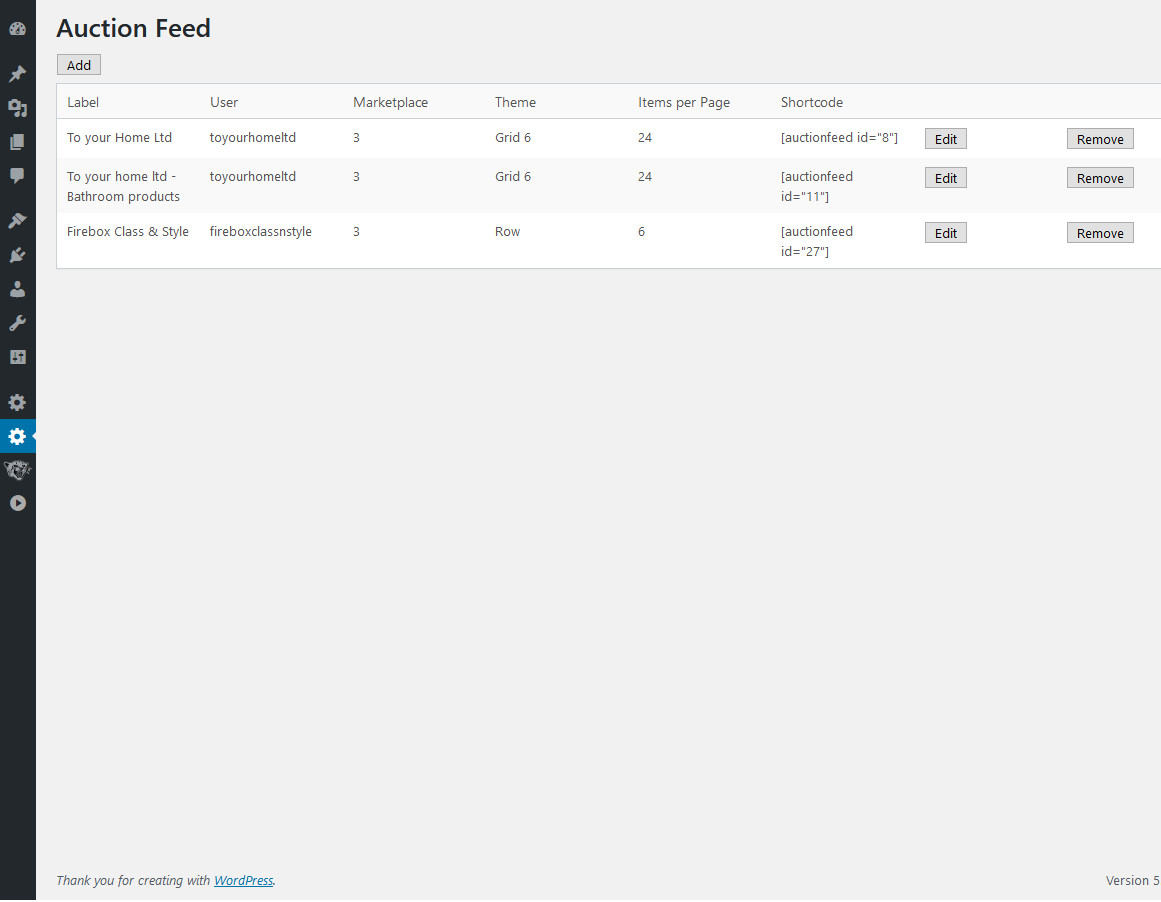 Auction Feed
Add
Label User Marketplace Theme Items per Page Shortcode
To your Home Ltd toyourhomeltd 3 Grid 6 24 [auctionfeed id="8"] Edit Remove
To your home ltd - toyourhomeltd 3 Grid 6 24 [auctionfeed Edit Remove
Bathroom products id="11"]
Firebox Class & Style fireboxclassnstyle 3 Row 6 [auctionfeed Edit Remove
id="27"]
Thank you for creating with WordPress. Version 5